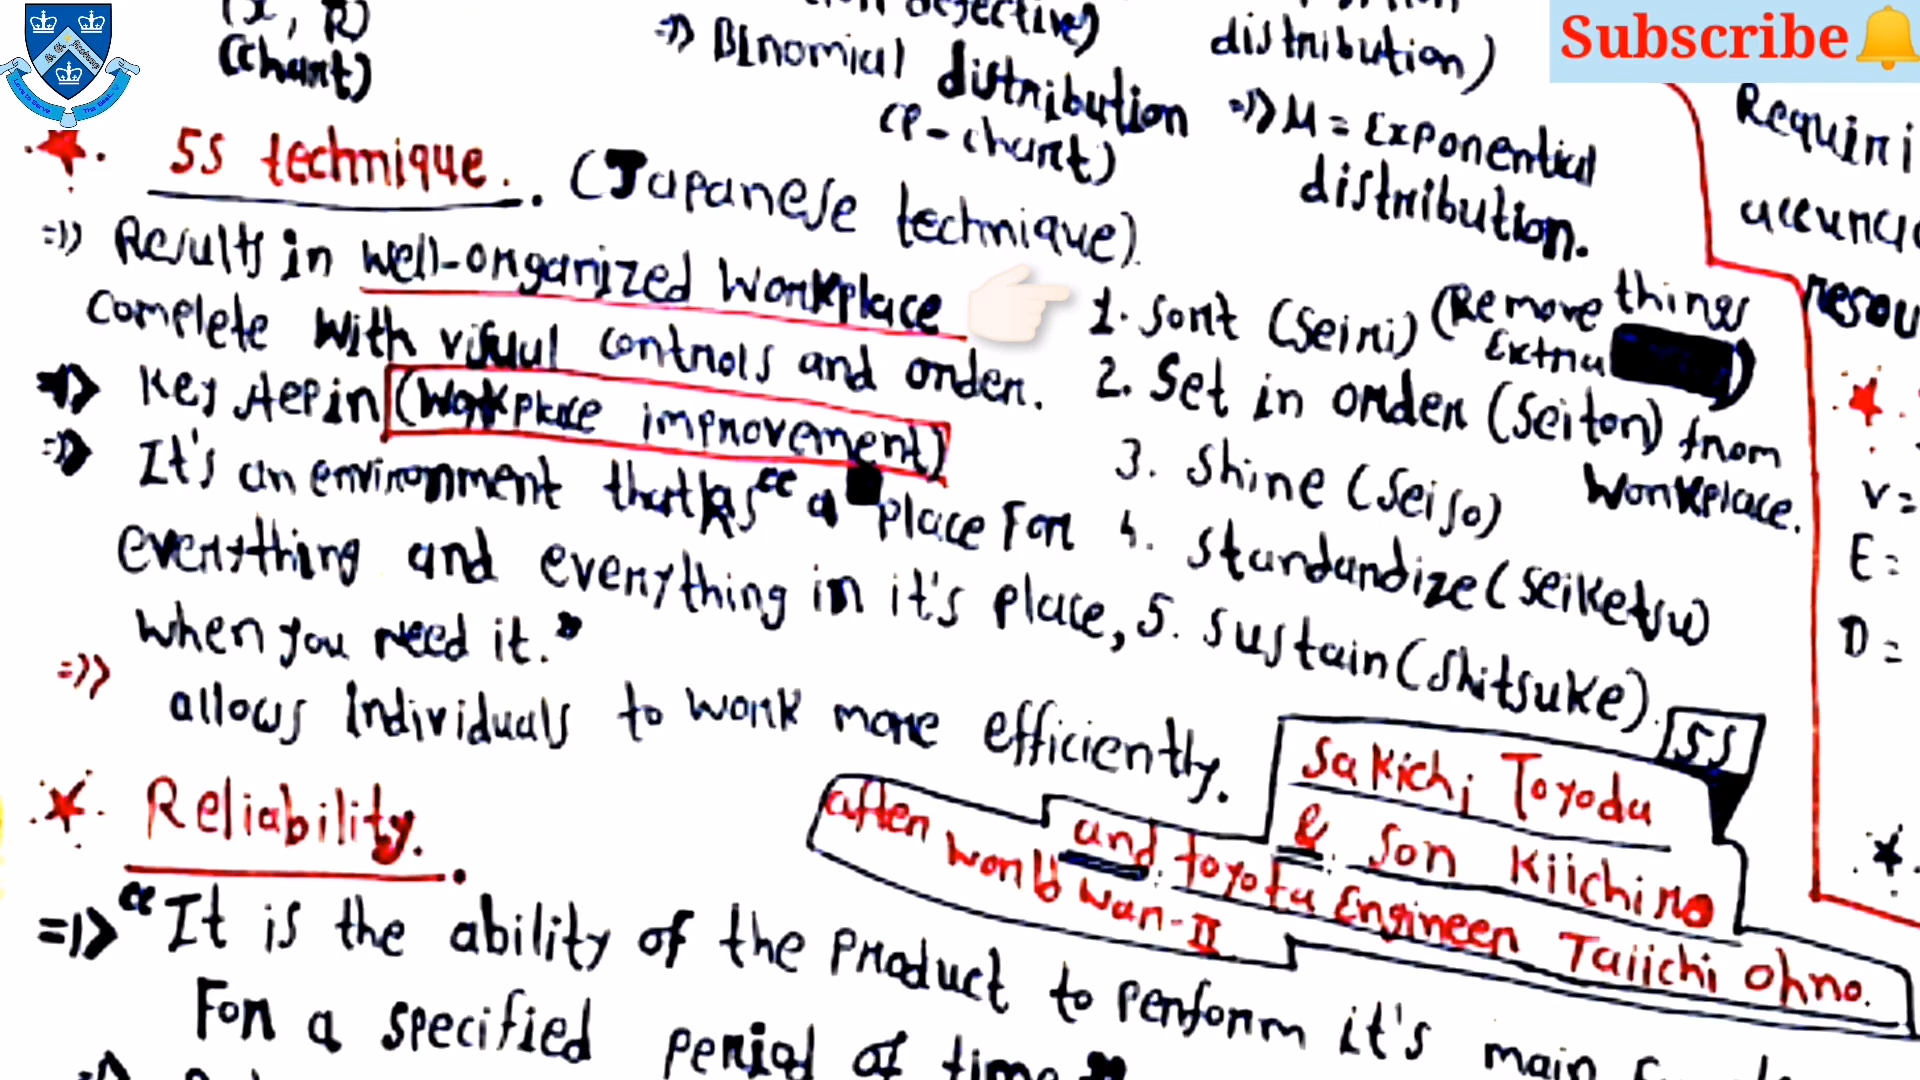 (x̄, R)
(chart)
=> Binomial distribution
(P-chart)
distribution)
=> M = Exponential
distribution.
Subscribe
5S technique. (Japanese technique)
=> Results in well-organized workplace
complete with visual controls and order.
=> Key step in (workplace improvement)
=> It's an environment that has "a place For
everything and everything in it's place,
when you need it."
=> allows individuals to work more efficiently.
1. Sort (Seiri) (Remove things
Extra
2. Set in order (Seiton) from
workplace.
3. Shine (Seiso)
4. Standardize (Seiketsu)
5. Sustain (Shitsuke).
5S
Sakichi Toyoda
& Son Kiichiro
and toyota Engineer Taiichi Ohno.
after world war-II
Reliability.
=> "It is the ability of the Product to perform it's main
For a specified period of time"
V =
E =
D =